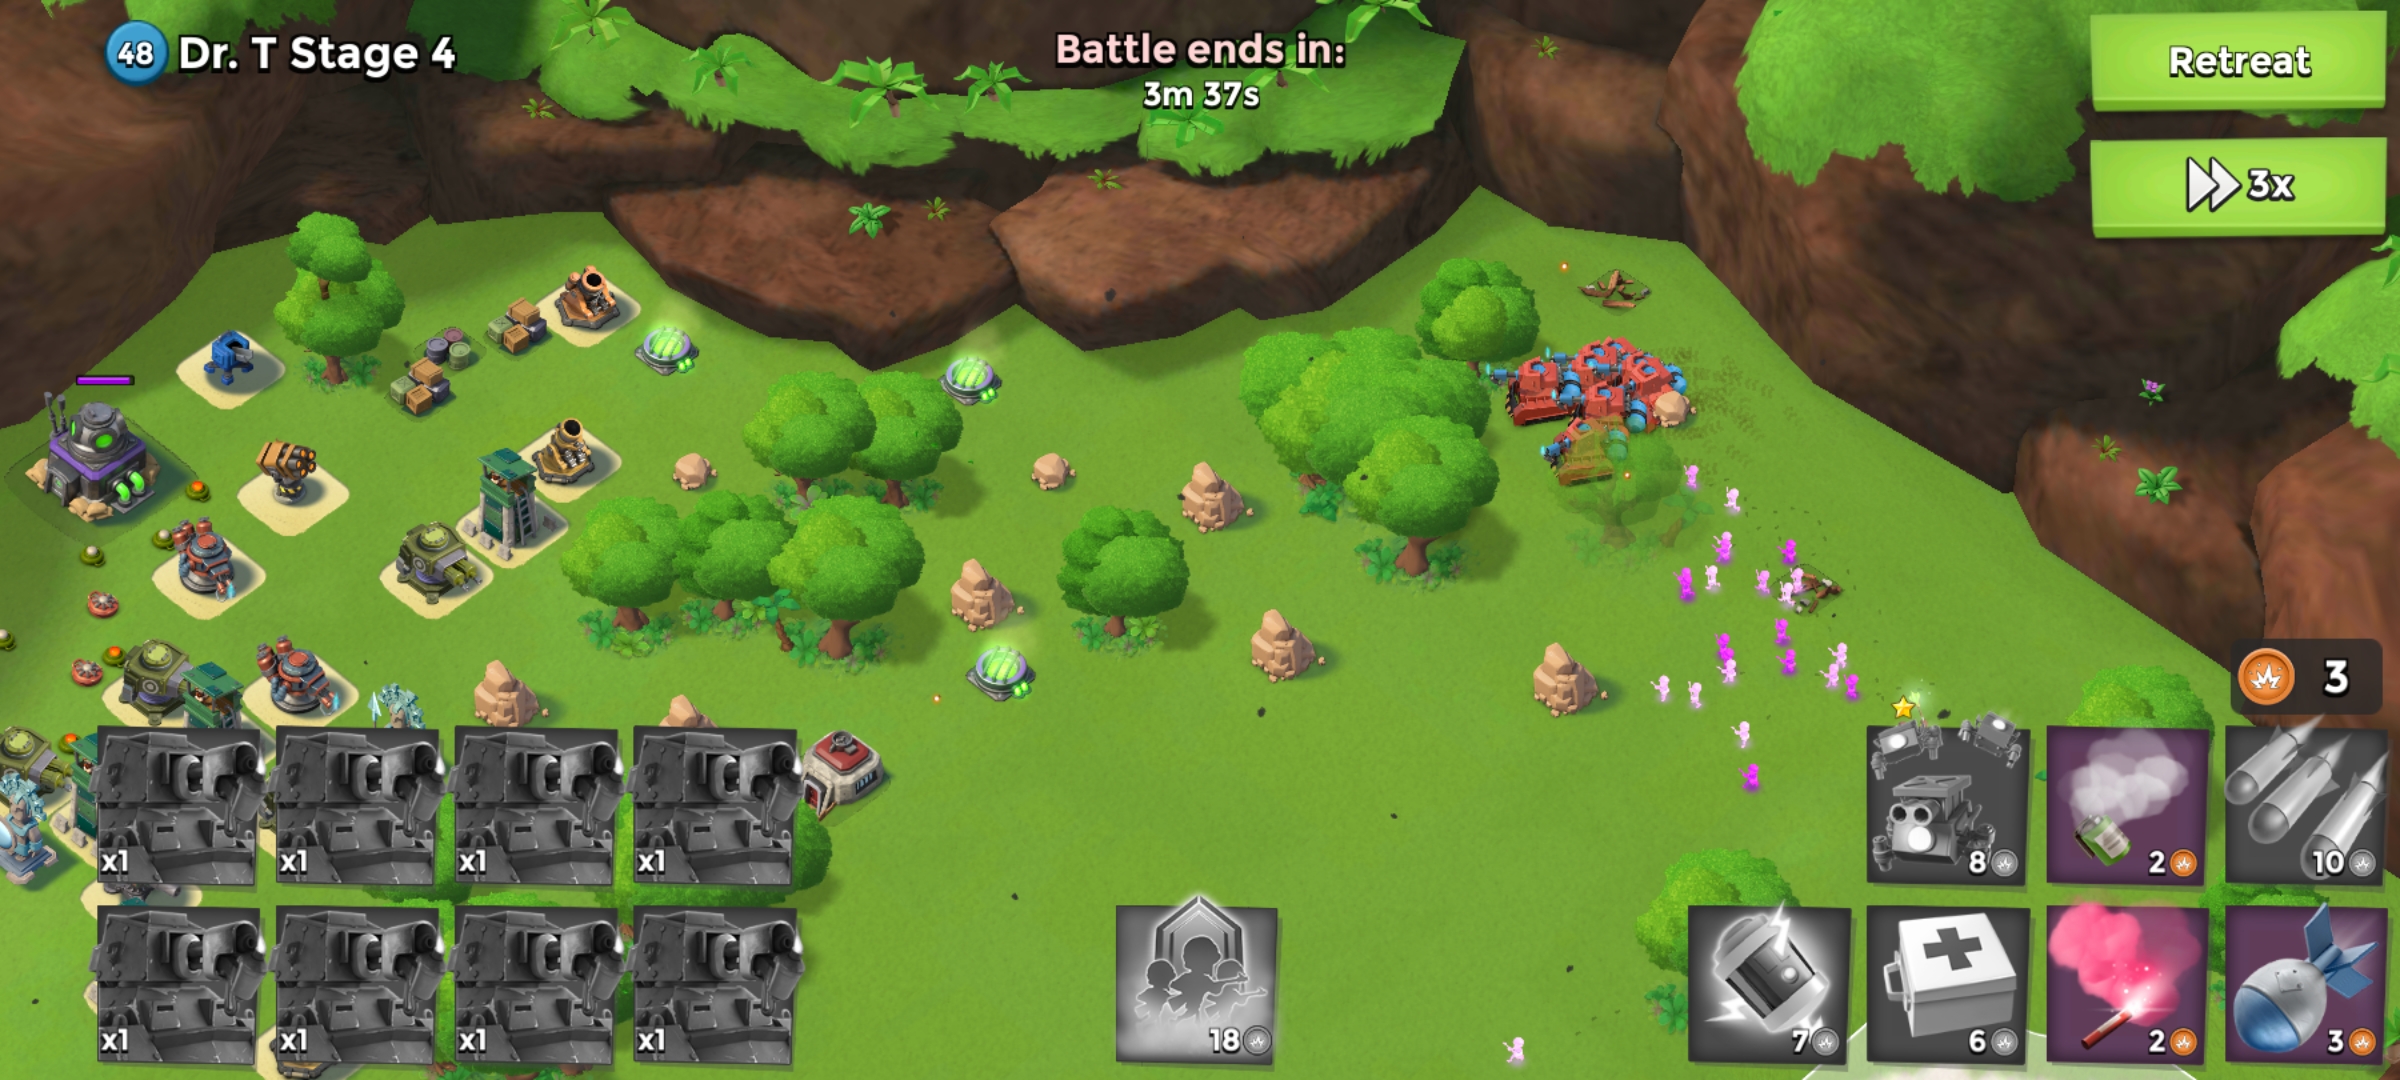 48 Dr. T Stage 4
Battle ends in:
3m 37s
Retreat
3x
3
x1 x1 x1 x1
8 2 10
x1 x1 x1 x1
18 7 6 2 3